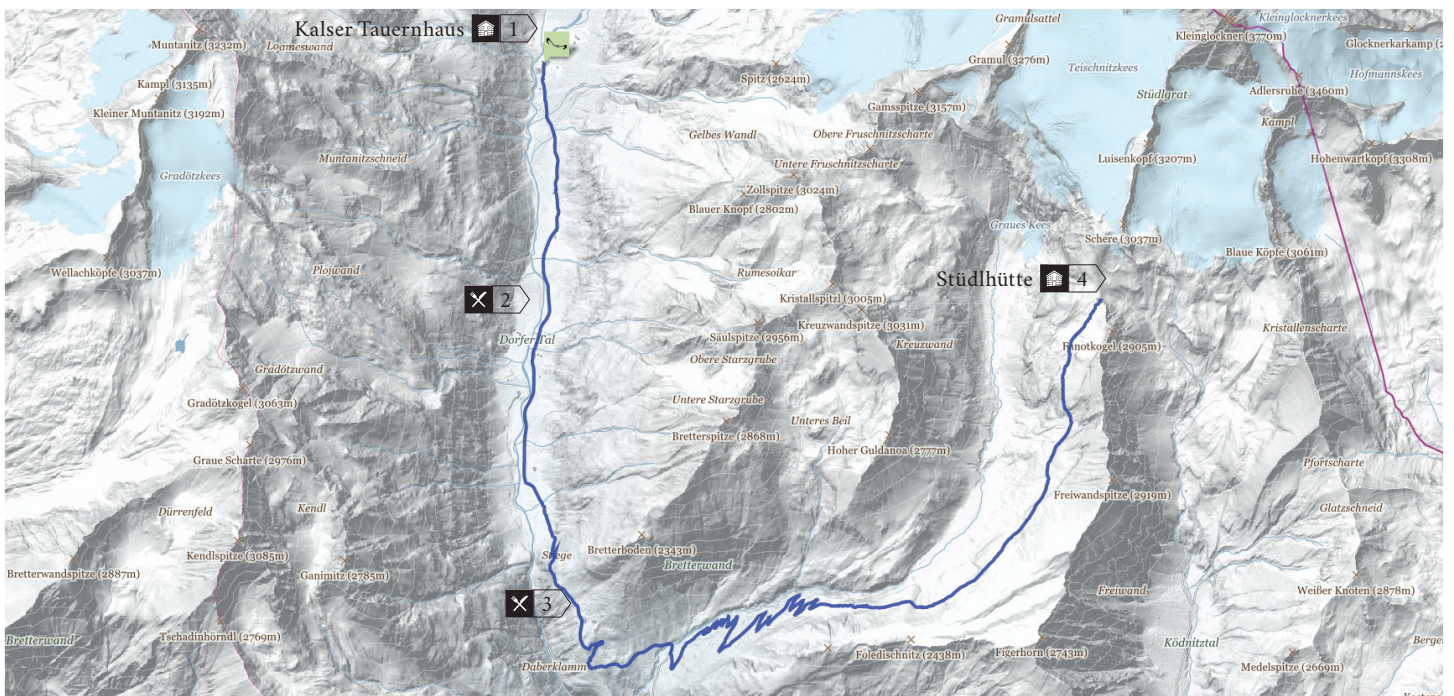 Kalser Tauernhaus 1
Gramulsattel
Kleinglocknerkees
Muntanitz (3232m)
Loameswand
Kleinglockner (3770m)
Glocknerkarkamp (2
Gramul (3276m)
Teischnitzkees
Hofmannskees
Kampl (3135m)
Spitz (2624m)
Stüdlgrat
Adlersruhe (3460m)
Kleiner Muntanitz (3192m)
Gamsspitze (3157m)
Kampl
Gelbes Wandl
Obere Fruschnitzscharte
Muntanitzschneid
Untere Fruschnitzscharte
Luisenkopf (3207m)
Hohenwartkopf (3308m)
Gradötzkees
Zollspitze (3024m)
Blauer Knopf (2802m)
Graues Kees
Schere (3037m)
Blaue Köpfe (3061m)
Wellachköpfe (3037m)
Plojwand
Rumesoikar
Stüdlhütte 4
2
Kristallspitzl (3005m)
Kreuzwandspitze (3031m)
Kristallenscharte
Dorfer Tal
Säulspitze (2956m)
Kreuzwand
Fanotkogel (2905m)
Obere Starzgrube
Gradötzwand
Gradötzkogel (3063m)
Untere Starzgrube
Unteres Beil
Bretterspitze (2868m)
Hoher Guldanoa (2777m)
Graue Scharte (2976m)
Pfortscharte
Freiwandspitze (2919m)
Dürrenfeld
Kendl
Glatzschneid
Kendlspitze (3085m)
Stiege
Bretterboden (2343m)
Bretterwand
Bretterwandspitze (2887m)
Ganimitz (2785m)
Freiwand
Weißer Knoten (2878m)
3
Bretterwand
Tschadinhörndl (2769m)
Ködnitztal
Berge
Foledischnitz (2438m)
Figerhorn (2743m)
Daberklamm
Medelspitze (2669m)